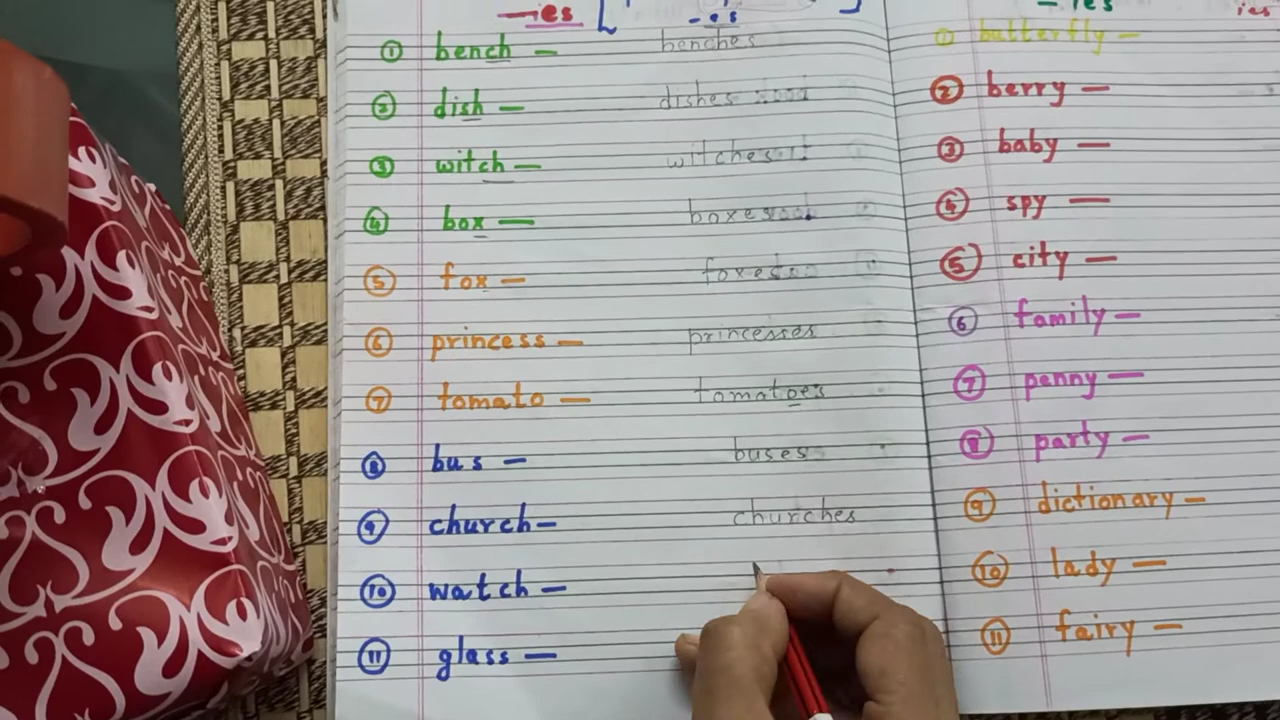 -ies [
-es ]
① bench - benches
② dish - dishes
③ witch - witches
④ box - boxes
⑤ fox - foxes
⑥ princess - princesses
⑦ tomato - tomatoes
⑧ bus - buses
⑨ church- churches
⑩ watch -
⑪ glass -
-ies ies
① butterfly -
② berry -
③ baby -
④ spy -
⑤ city -
⑥ family -
⑦ penny -
⑧ party -
⑨ dictionary -
⑩ lady -
⑪ fairy -